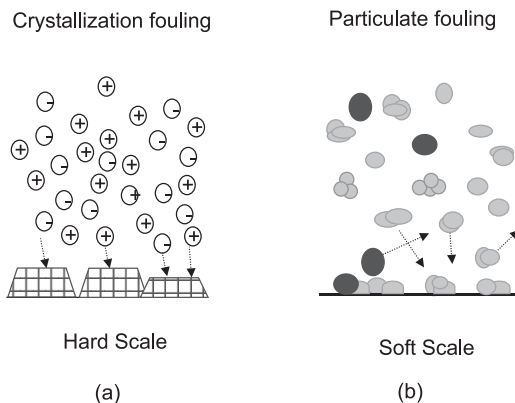 Crystallization fouling
Particulate fouling
Hard Scale
Soft Scale
(a)
(b)